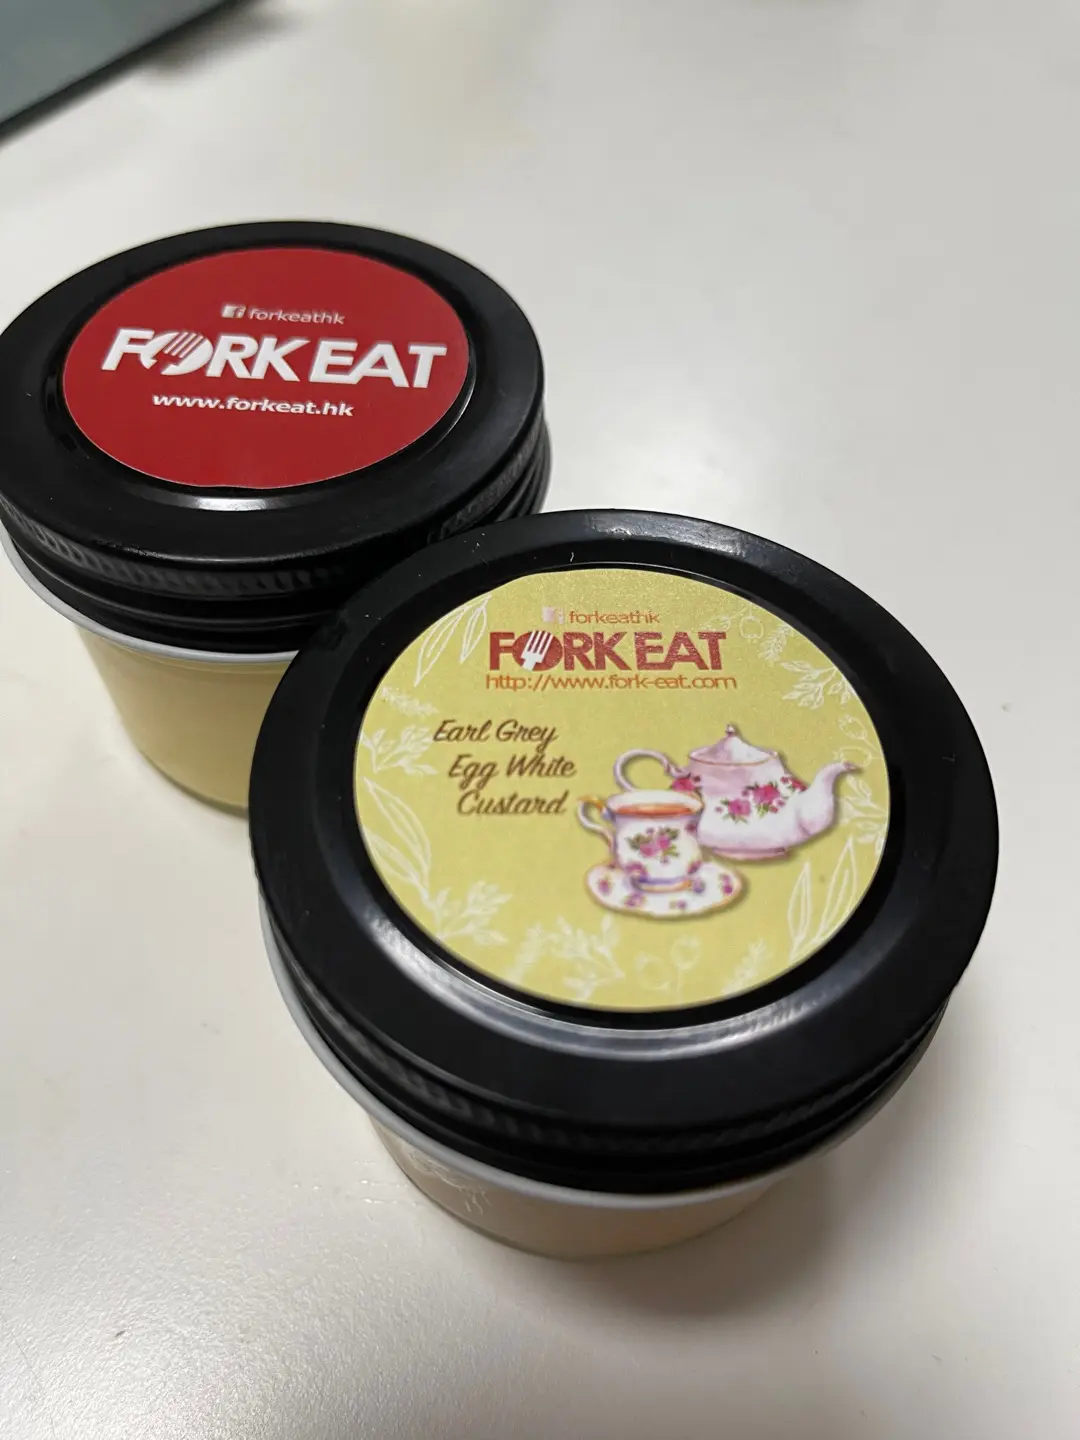 forkeathk
FORK EAT
www.forkeat.hk
forkeathk
FORK EAT
http://www.fork-eat.com
Earl Grey
Egg White
Custard